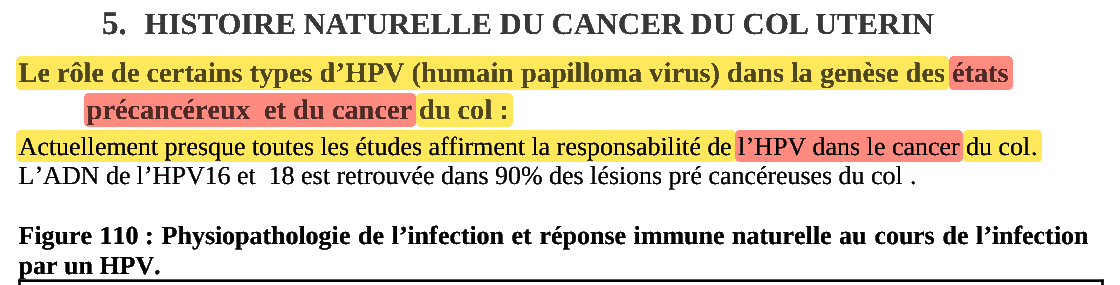 5. HISTOIRE NATURELLE DU CANCER DU COL UTERIN
Le rôle de certains types d’HPV (humain papilloma virus) dans la genèse des états
précancéreux et du cancer du col :
Actuellement presque toutes les études affirment la responsabilité de l’HPV dans le cancer du col.
L’ADN de l’HPV16 et 18 est retrouvée dans 90% des lésions pré cancéreuses du col .
Figure 110 : Physiopathologie de l’infection et réponse immune naturelle au cours de l’infection
par un HPV.